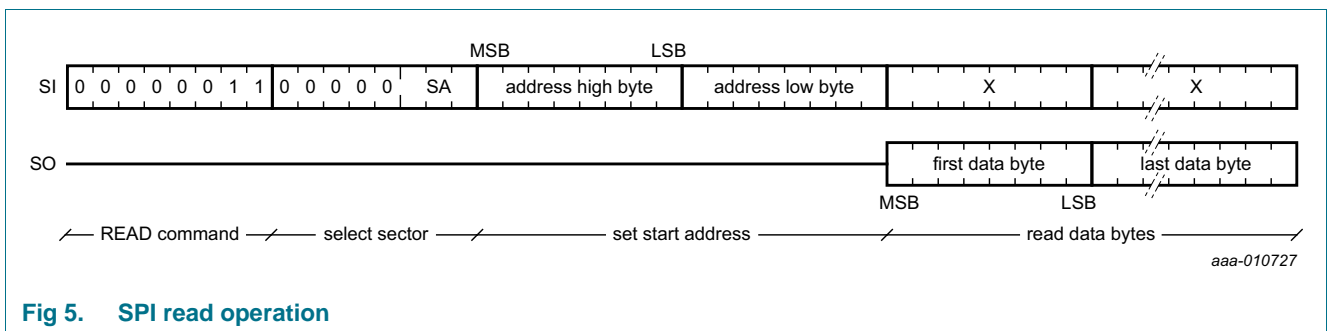 MSB LSB
SI 0 0 0 0 0 0 1 1 0 0 0 0 0 SA address high byte address low byte X X
SO first data byte last data byte
MSB LSB
READ command select sector set start address read data bytes
aaa-010727
Fig 5. SPI read operation